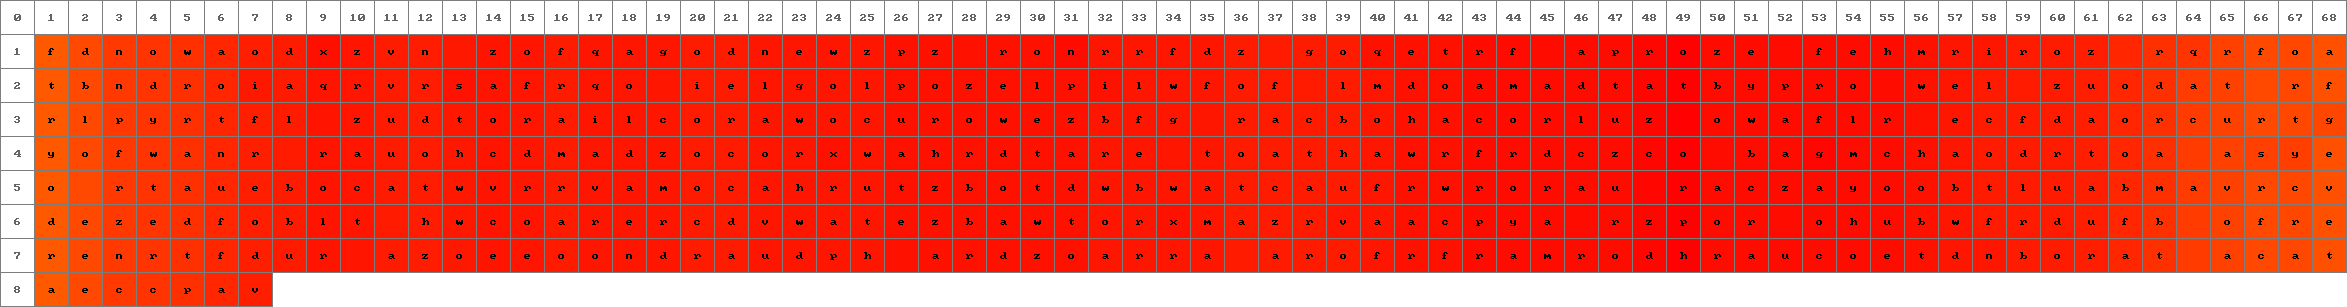 0 1 2 3 4 5 6 7 8 9 10 11 12 13 14 15 16 17 18 19 20 21 22 23 24 25 26 27 28 29 30 31 32 33 34 35 36 37 38 39 40 41 42 43 44 45 46 47 48 49 50 51 52 53 54 55 56 57 58 59 60 61 62 63 64 65 66 67 68
1 f d n o w a o d x z v n z o f q a g o d n e w z p z r o n r r f d z g o q e t r f a p r o z e f e h m r i r o z r q r f o a
2 t b n d r o i a q r v r s a f r q o i e l g o l p o z e l p i l w f o f l m d o a m a d t a t b y p r o w e l z u o d a t r f
3 r l p y r t f l z u d t o r a i l c o r a w o c u r o w e z b f g r a c b o h a c o r l u z o w a f l r e c f d a o r c u r t g
4 y o f w a n r r a u o h c d m a d z o c o r x w a h r d t a r e t o a t h a w r f r d c z c o b a g m c h a o d r t o a a s y e
5 o r t a u e b o c a t w v r r v a m o c a h r u t z b o t d w b w a t c a u f r w r o r a u r a c z a y o o b t l u a b m a v r c v
6 d e z e d f o b l t h w c o a r e r c d v w a t e z b a w t o r x m a z r v a a c p y a r z p o r o h u b w f r d u f b o f r e
7 r e n r t f d u r a z o e e o o n d r a u d p h a r d z o a r r a a r o f r f r a m r o d h r a u c o e t d n b o r a t a c a t
8 a e c c p a v